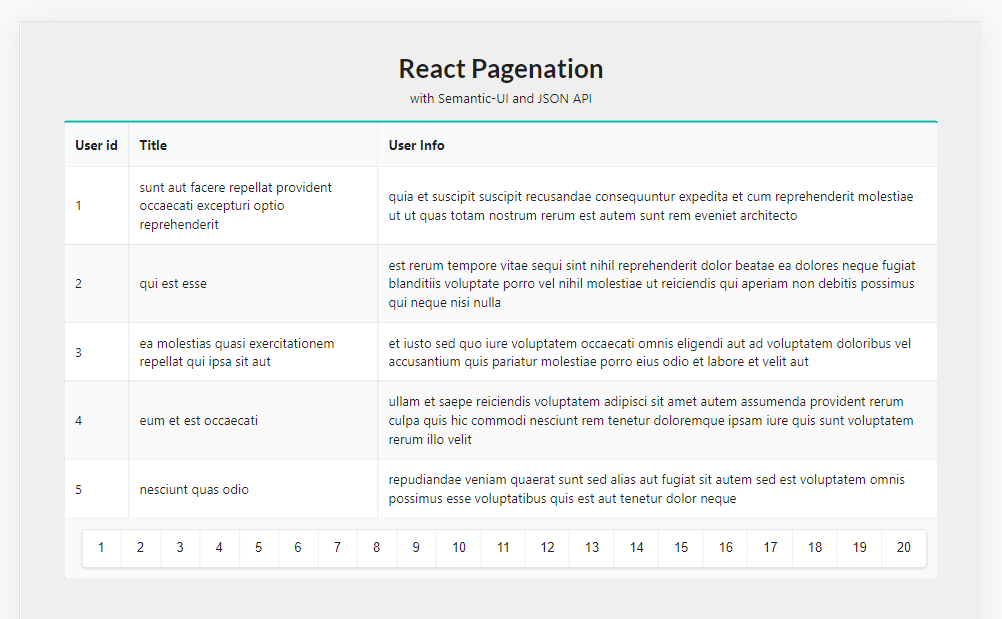 React Pagenation
with Semantic-UI and JSON API
User id Title User Info
1
sunt aut facere repellat provident
occaecati excepturi optio
reprehenderit
quia et suscipit suscipit recusandae consequuntur expedita et cum reprehenderit molestiae
ut ut quas totam nostrum rerum est autem sunt rem eveniet architecto
2
qui est esse
est rerum tempore vitae sequi sint nihil reprehenderit dolor beatae ea dolores neque fugiat
blanditiis voluptate porro vel nihil molestiae ut reiciendis qui aperiam non debitis possimus
qui neque nisi nulla
3
ea molestias quasi exercitationem
repellat qui ipsa sit aut
et iusto sed quo iure voluptatem occaecati omnis eligendi aut ad voluptatem doloribus vel
accusantium quis pariatur molestiae porro eius odio et labore et velit aut
4
eum et est occaecati
ullam et saepe reiciendis voluptatem adipisci sit amet autem assumenda provident rerum
culpa quis hic commodi nesciunt rem tenetur doloremque ipsam iure quis sunt voluptatem
rerum illo velit
5
nesciunt quas odio
repudiandae veniam quaerat sunt sed alias aut fugiat sit autem sed est voluptatem omnis
possimus esse voluptatibus quis est aut tenetur dolor neque
1 2 3 4 5 6 7 8 9 10 11 12 13 14 15 16 17 18 19 20